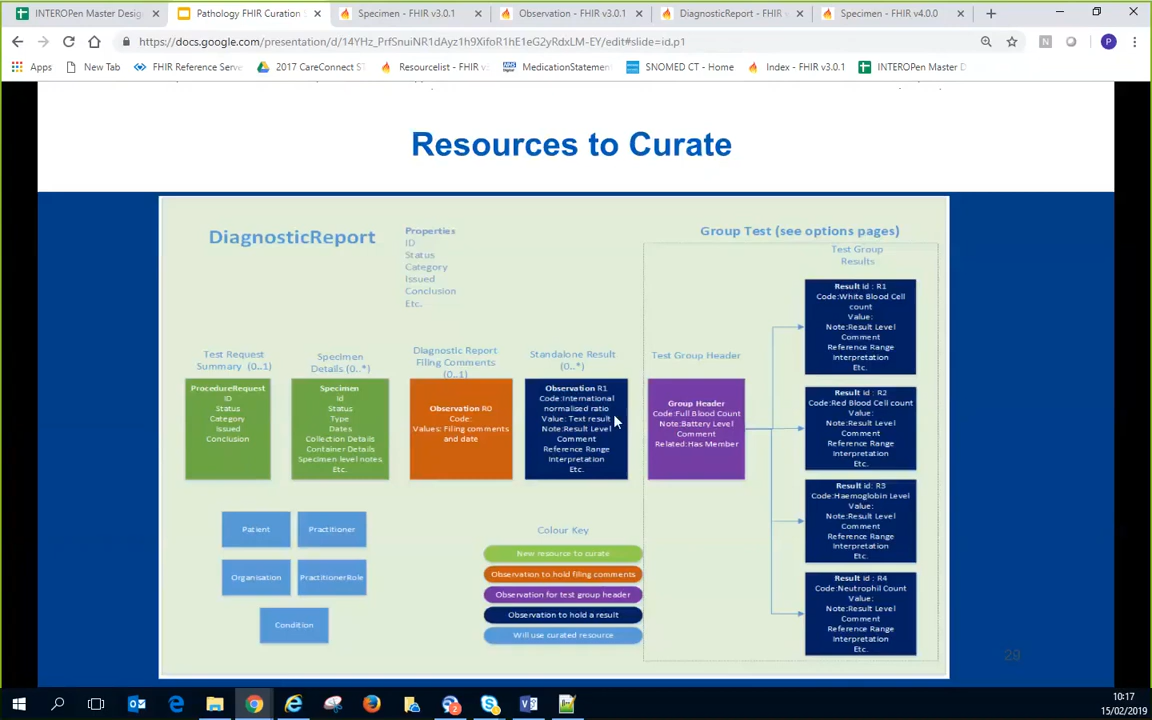 INTEROPen Master Desig
Pathology FHIR Curation S
Specimen - FHIR v3.0.1
Observation - FHIR v3.0.1
DiagnosticReport - FHIR v
Specimen - FHIR v4.0.0
https://docs.google.com/presentation/d/14YHz_PrfSnuiNR1dAyz1h9XifoR1hE1eG2yRdxLM-EY/edit#slide=id.p1
N
P
Apps
New Tab
FHIR Reference Serve
2017 CareConnect ST
Resourcelist - FHIR v3
NHS
MedicationStatement
SNOMED CT - Home
Index - FHIR v3.0.1
INTEROPen Master D
Resources to Curate
DiagnosticReport
Properties
ID
Status
Category
Issued
Conclusion
Etc.
Group Test (see options pages)
Test Request
Summary (0..1)
ProcedureRequest
ID
Status
Category
Issued
Conclusion
Specimen
Details (0..*)
Specimen
Id
Status
Type
Dates
Collection Details
Container Details
Specimen level notes
Etc.
Diagnostic Report
Filing Comments
(0..1)
Observation R0
Code:
Values: Filing comments
and date
Standalone Result
(0..*)
Observation R1
Code:International
normalised ratio
Value: Text result
Note:Result Level
Comment
Reference Range
Interpretation
Etc.
Test Group Header
Group Header
Code:Full Blood Count
Note:Battery Level
Comment
Related:Has Member
Test Group
Results
Result id : R1
Code:White Blood Cell
count
Value:
Note:Result Level
Comment
Reference Range
Interpretation
Etc.
Result id : R2
Code:Red Blood Cell count
Value:
Note:Result Level
Comment
Reference Range
Interpretation
Etc.
Result id : R3
Code:Haemoglobin Level
Value:
Note:Result Level
Comment
Reference Range
Interpretation
Etc.
Result id : R4
Code:Neutrophil Count
Value:
Note:Result Level
Comment
Reference Range
Interpretation
Etc.
Patient
Practitioner
Organisation
PractitionerRole
Condition
Colour Key
New resource to curate
Observation to hold filing comments
Observation for test group header
Observation to hold a result
Will use curated resource
29
10:17
15/02/2019